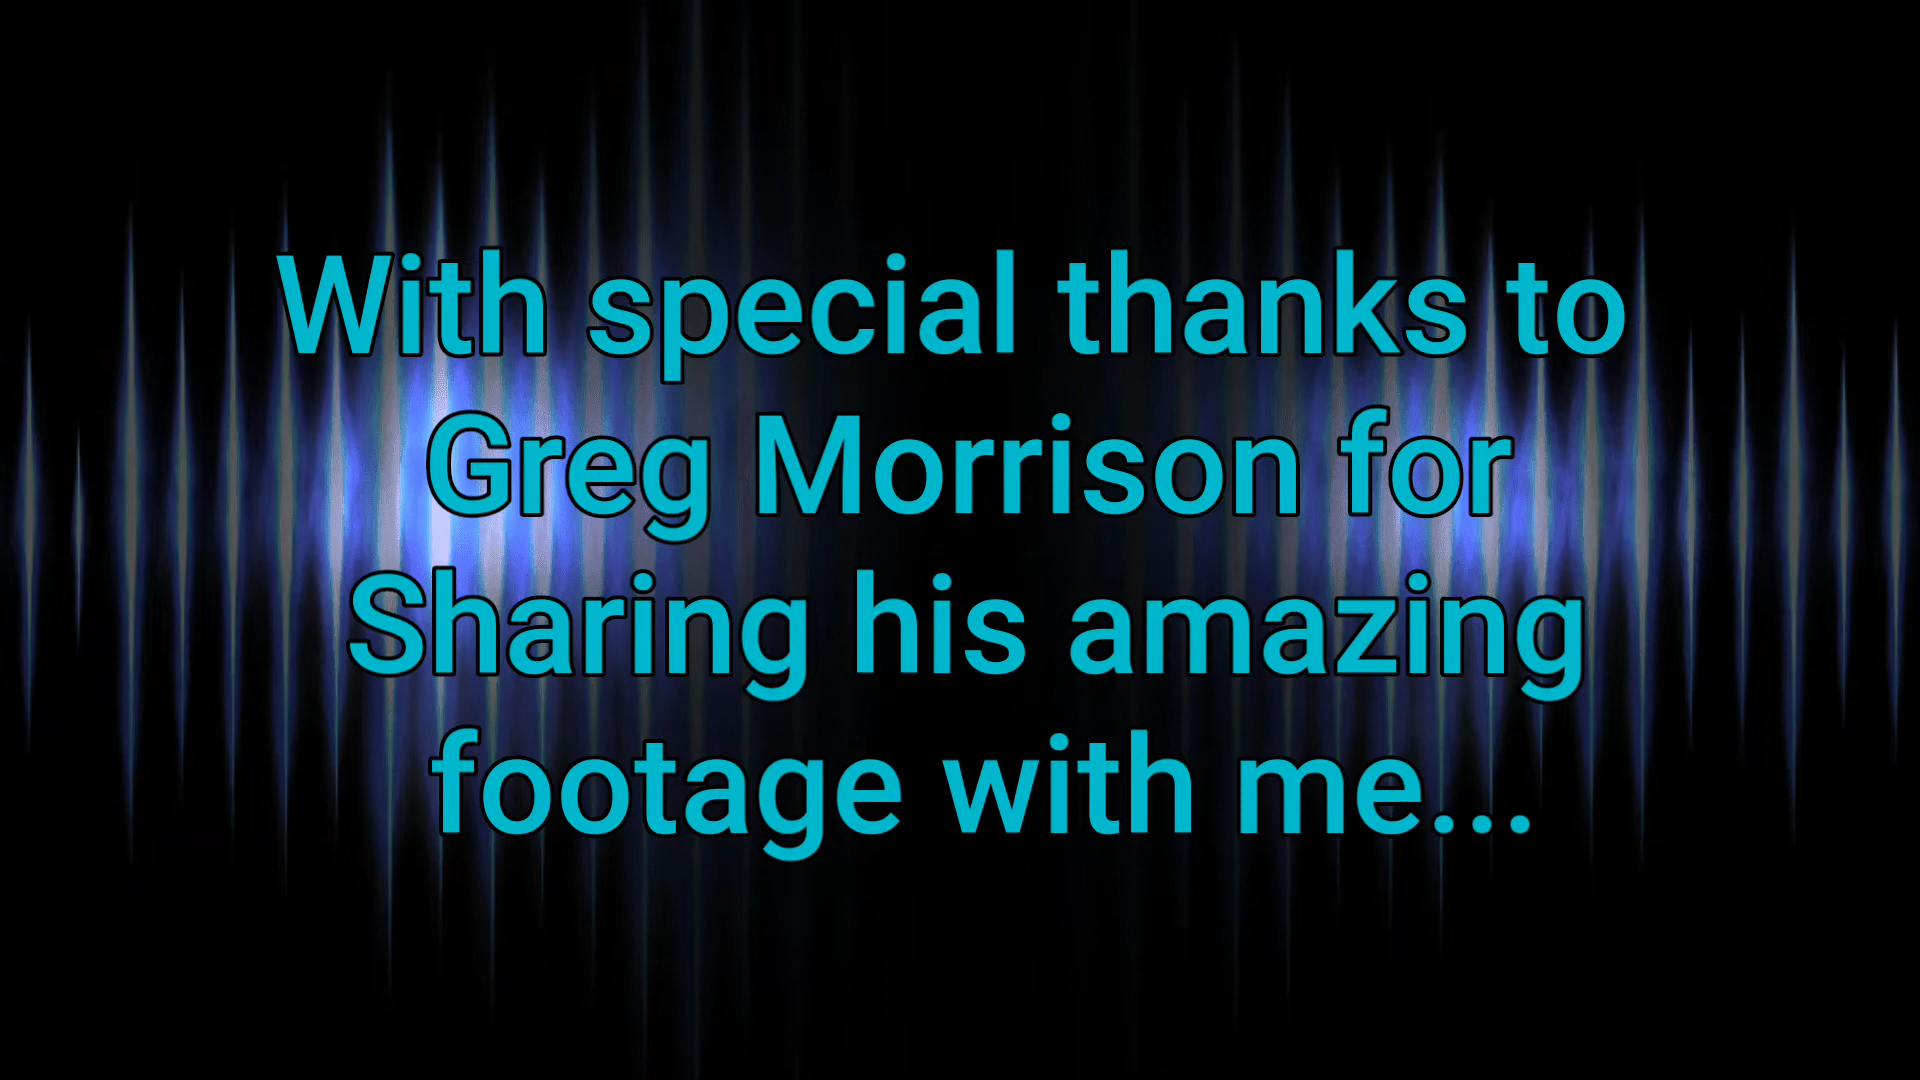 With special thanks to
Greg Morrison for
Sharing his amazing
footage with me...